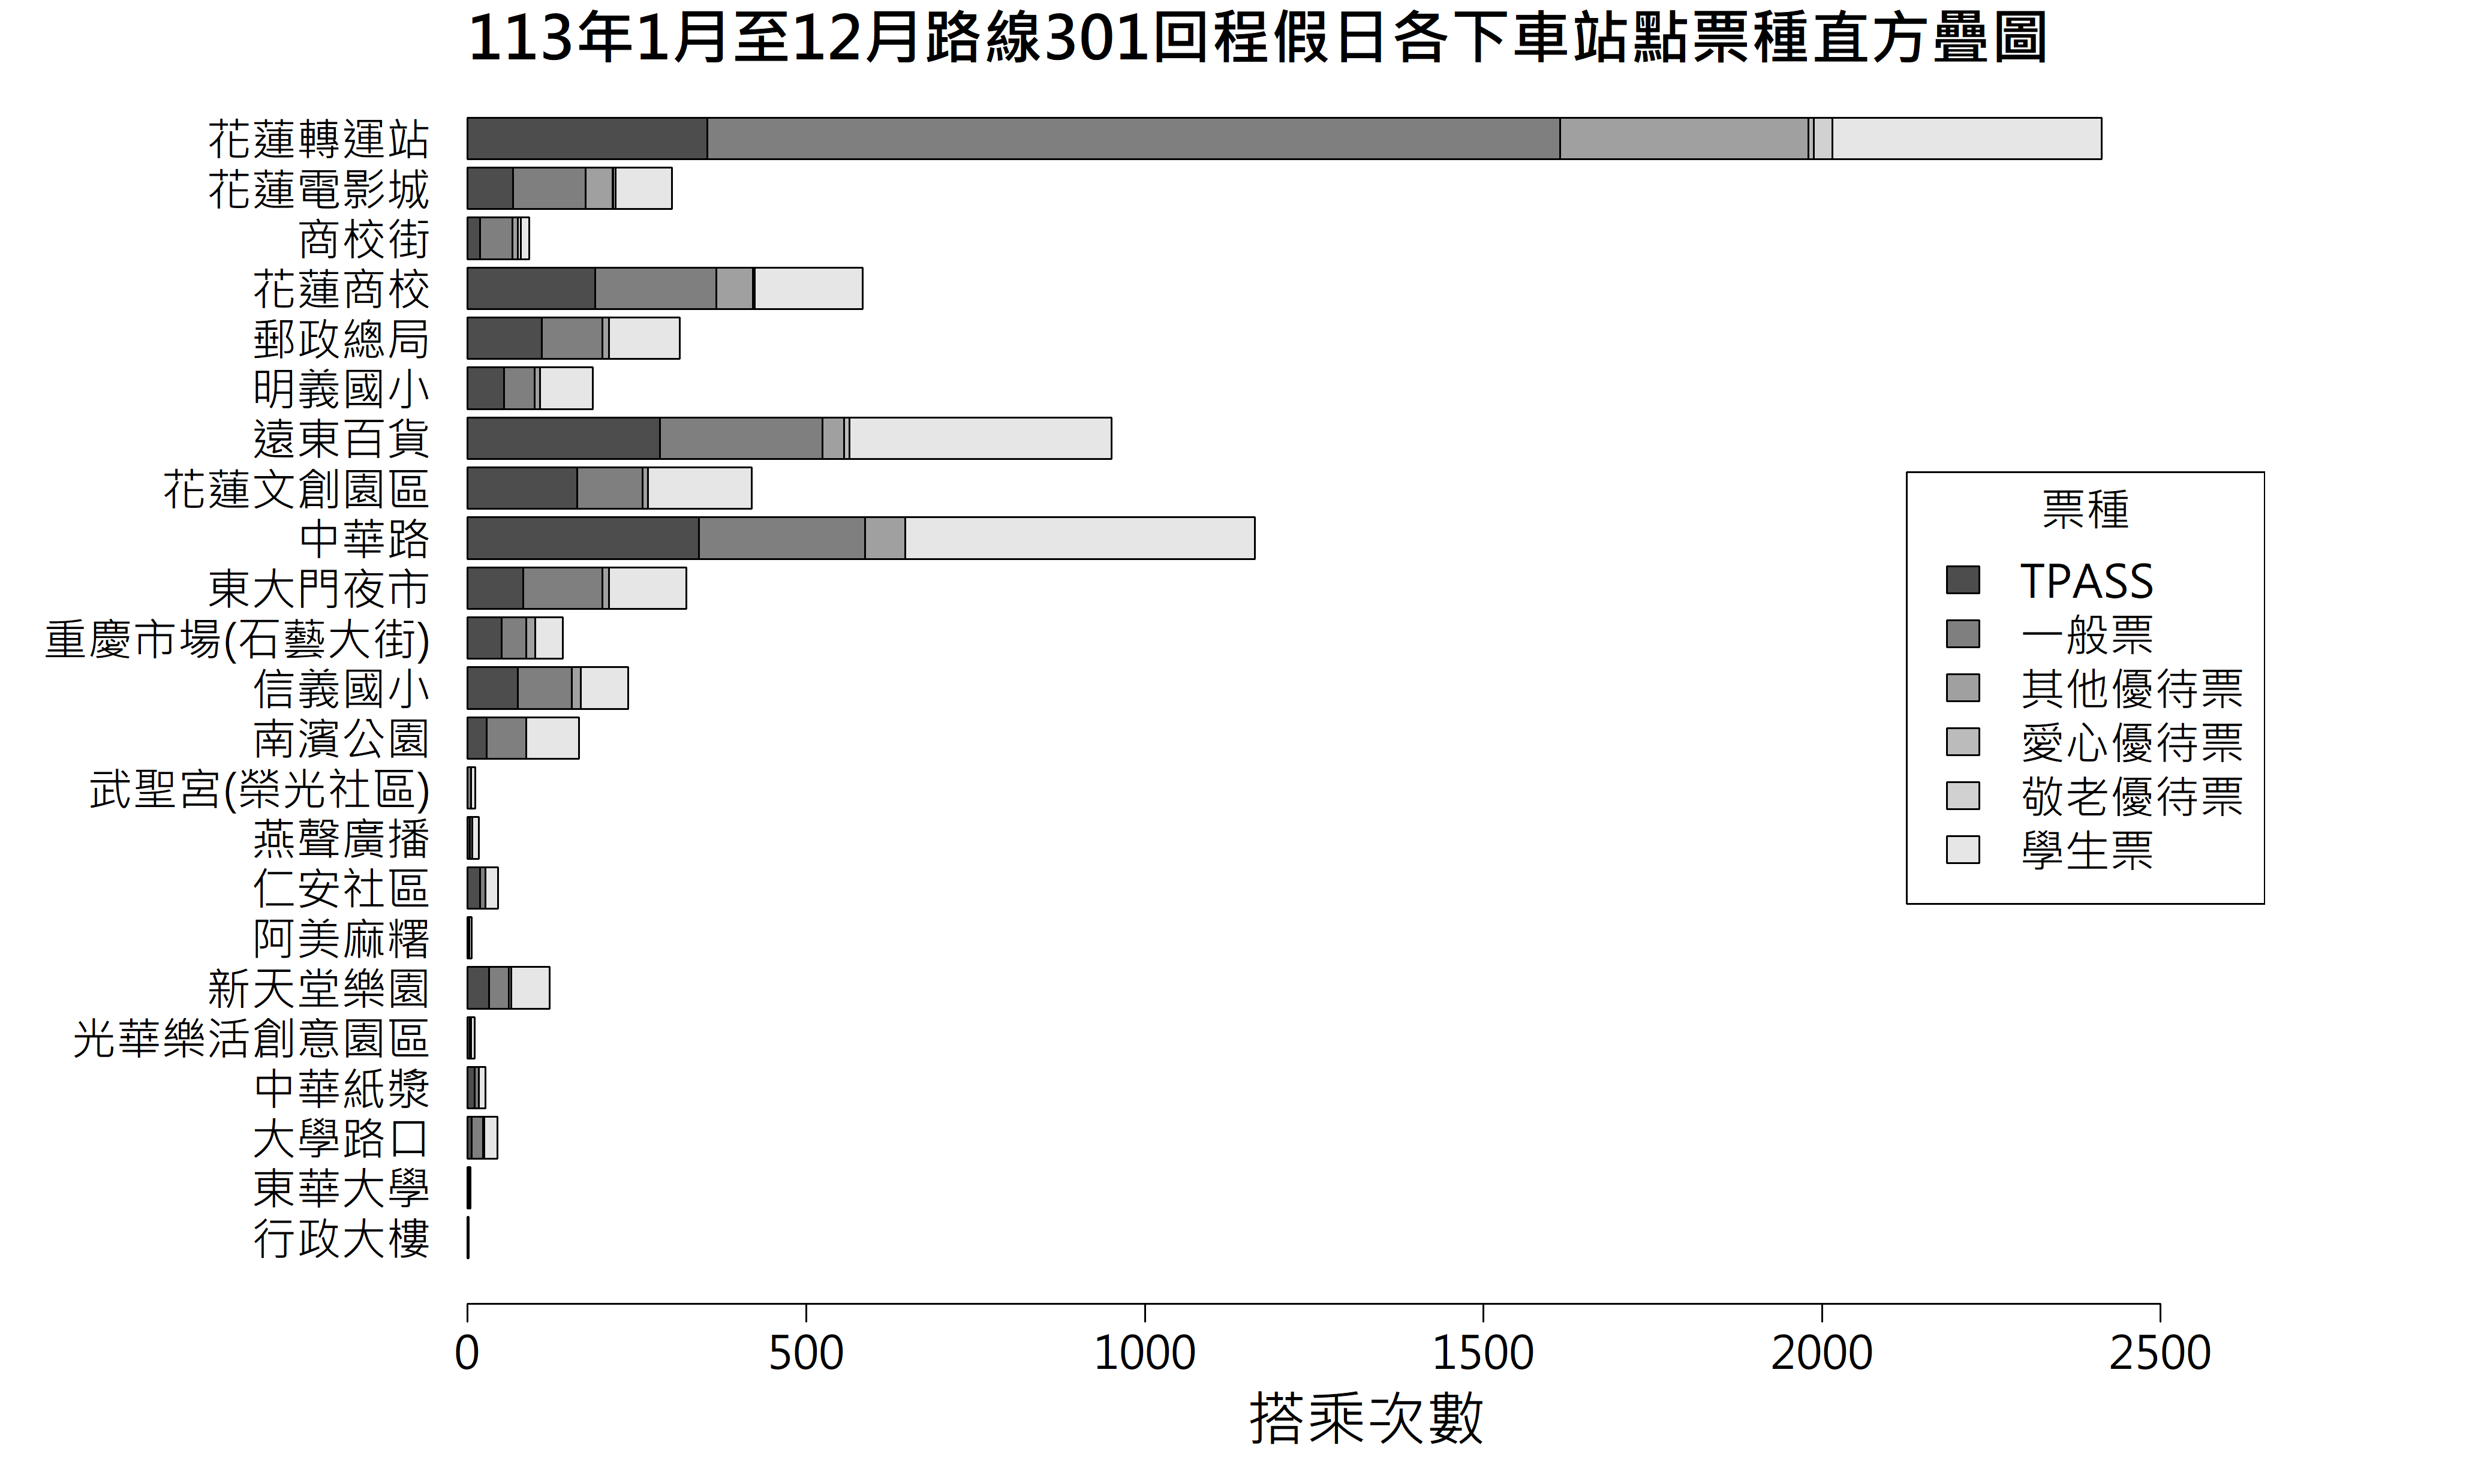 113年1月至12月路線301回程假日各下車站點票種直方疊圖
花蓮轉運站
花蓮電影城
商校街
花蓮商校
郵政總局
明義國小
遠東百貨
花蓮文創園區
中華路
東大門夜市
重慶市場(石藝大街)
信義國小
南濱公園
武聖宮(榮光社區)
燕聲廣播
仁安社區
阿美麻糬
新天堂樂園
光華樂活創意園區
中華紙漿
大學路口
東華大學
行政大樓
票種
TPASS
一般票
其他優待票
愛心優待票
敬老優待票
學生票
0 500 1000 1500 2000 2500
搭乘次數